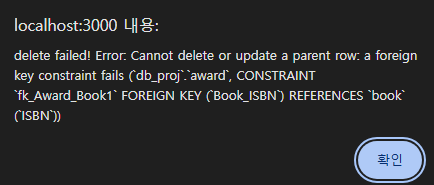 localhost:3000 내용:
delete failed! Error: Cannot delete or update a parent row: a foreign
key constraint fails (`db_proj`.`award`, CONSTRAINT
`fk_Award_Book1` FOREIGN KEY (`Book_ISBN`) REFERENCES `book`
(`ISBN`))
확인